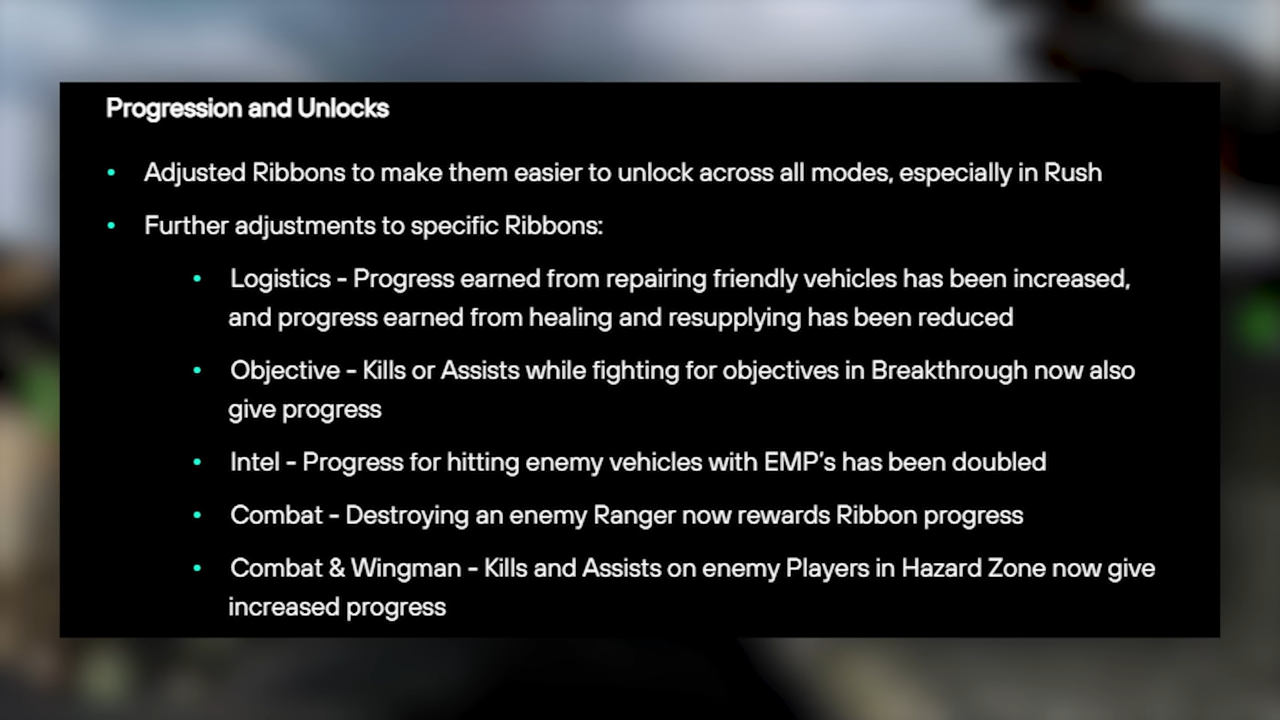 Progression and Unlocks
• Adjusted Ribbons to make them easier to unlock across all modes, especially in Rush
• Further adjustments to specific Ribbons:
• Logistics - Progress earned from repairing friendly vehicles has been increased,
and progress earned from healing and resupplying has been reduced
• Objective - Kills or Assists while fighting for objectives in Breakthrough now also
give progress
• Intel - Progress for hitting enemy vehicles with EMP's has been doubled
• Combat - Destroying an enemy Ranger now rewards Ribbon progress
• Combat & Wingman - Kills and Assists on enemy Players in Hazard Zone now give
increased progress